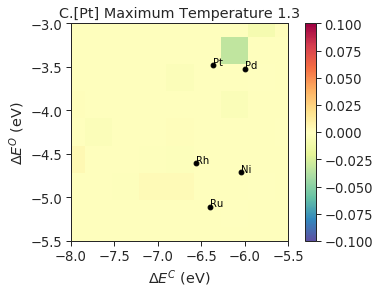 C.[Pt] Maximum Temperature 1.3
−3.0
−3.5
−4.0
−4.5
−5.0
−5.5
ΔE^O (eV)
Pt
Pd
Rh
Ni
Ru
−8.0 −7.5 −7.0 −6.5 −6.0 −5.5
ΔE^C (eV)
0.100
0.075
0.050
0.025
0.000
−0.025
−0.050
−0.075
−0.100